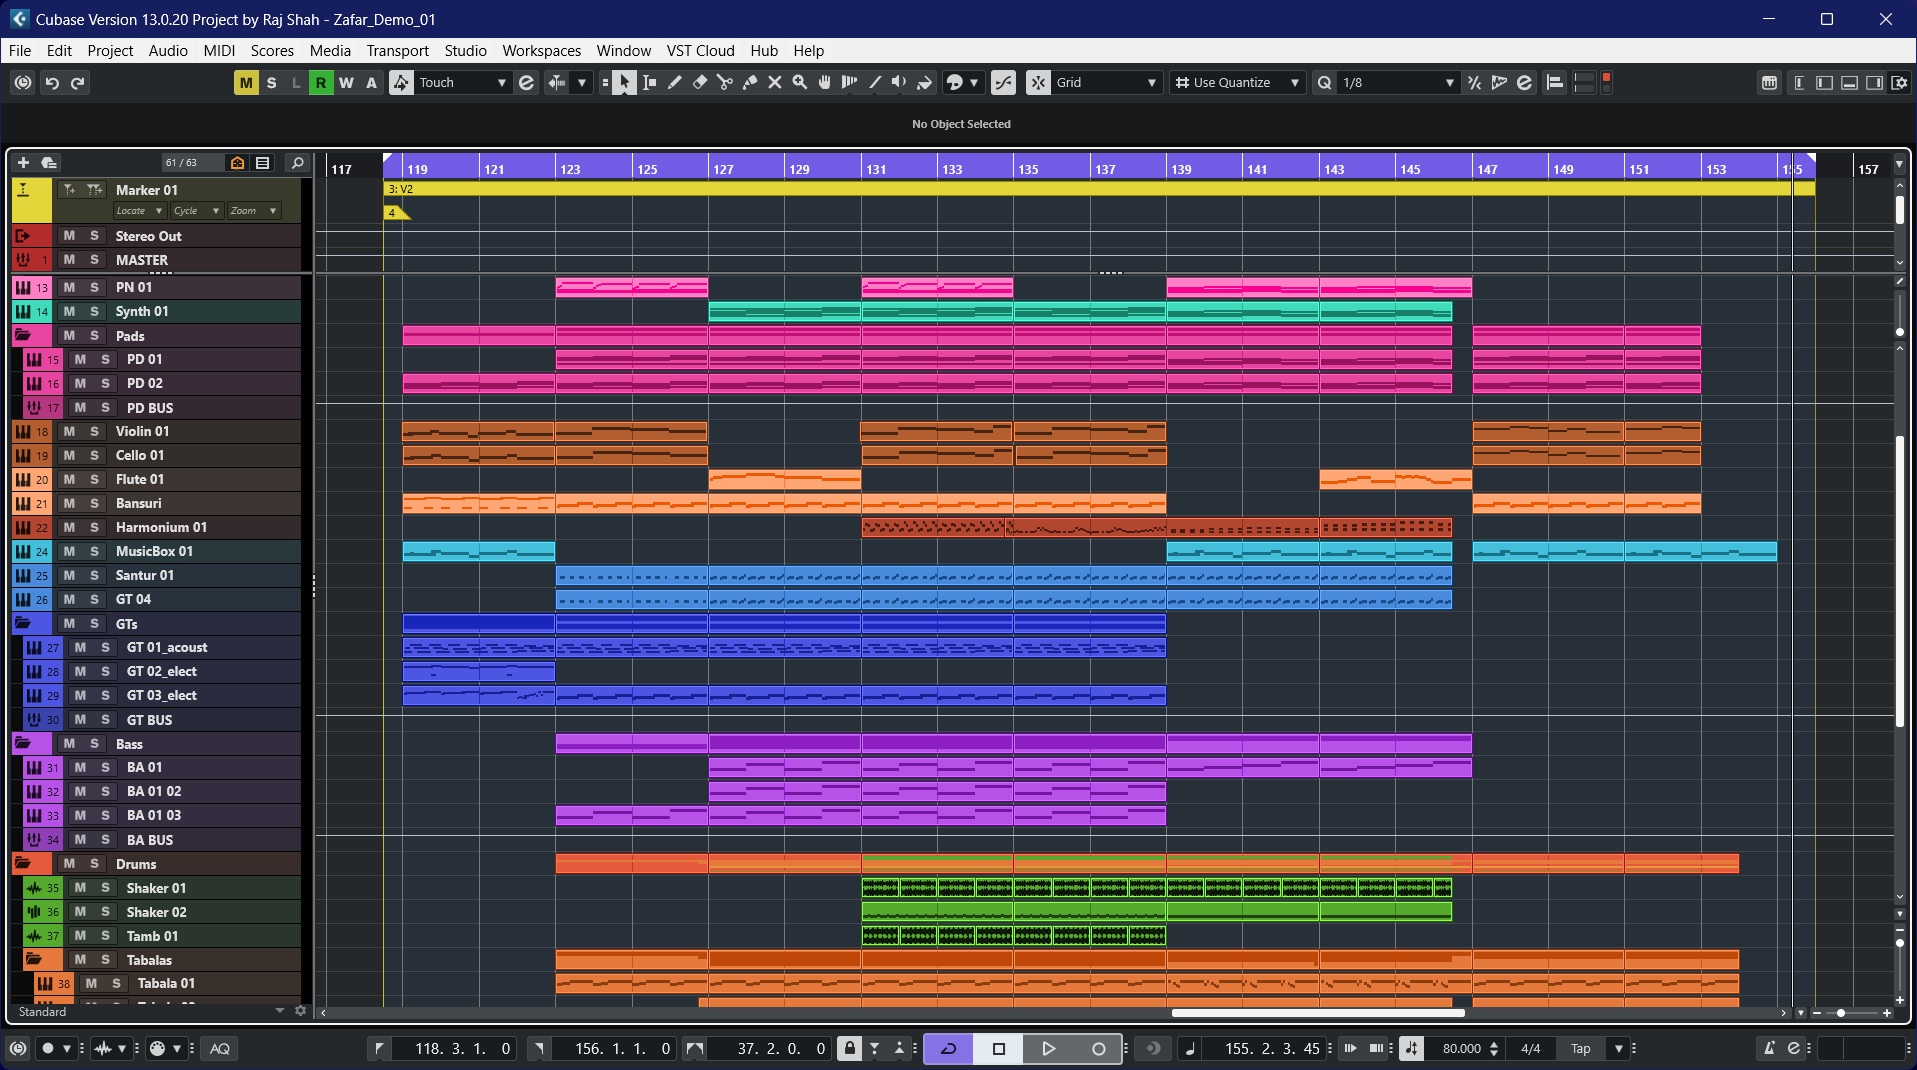 Cubase Version 13.0.20 Project by Raj Shah - Zafar_Demo_01
File Edit Project Audio MIDI Scores Media Transport Studio Workspaces Window VST Cloud Hub Help
M S L R W A Touch Grid Use Quantize Q 1/8
No Object Selected
61 / 63
117 119 121 123 125 127 129 131 133 135 137 139 141 143 145 147 149 151 153 155 157
Marker 01
3: V2
Locate Cycle Zoom
4
M S Stereo Out
1 M S MASTER
13 M S PN 01
14 M S Synth 01
M S Pads
15 M S PD 01
16 M S PD 02
17 M S PD BUS
18 M S Violin 01
19 M S Cello 01
20 M S Flute 01
21 M S Bansuri
22 M S Harmonium 01
24 M S MusicBox 01
25 M S Santur 01
26 M S GT 04
M S GTs
27 M S GT 01_acoust
28 M S GT 02_elect
29 M S GT 03_elect
30 M S GT BUS
M S Bass
31 M S BA 01
32 M S BA 01 02
33 M S BA 01 03
34 M S BA BUS
M S Drums
35 M S Shaker 01
36 M S Shaker 02
37 M S Tamb 01
M S Tabalas
38 M S Tabala 01
Standard
AQ 118. 3. 1. 0 156. 1. 1. 0 37. 2. 0. 0 155. 2. 3. 45 80.000 4/4 Tap